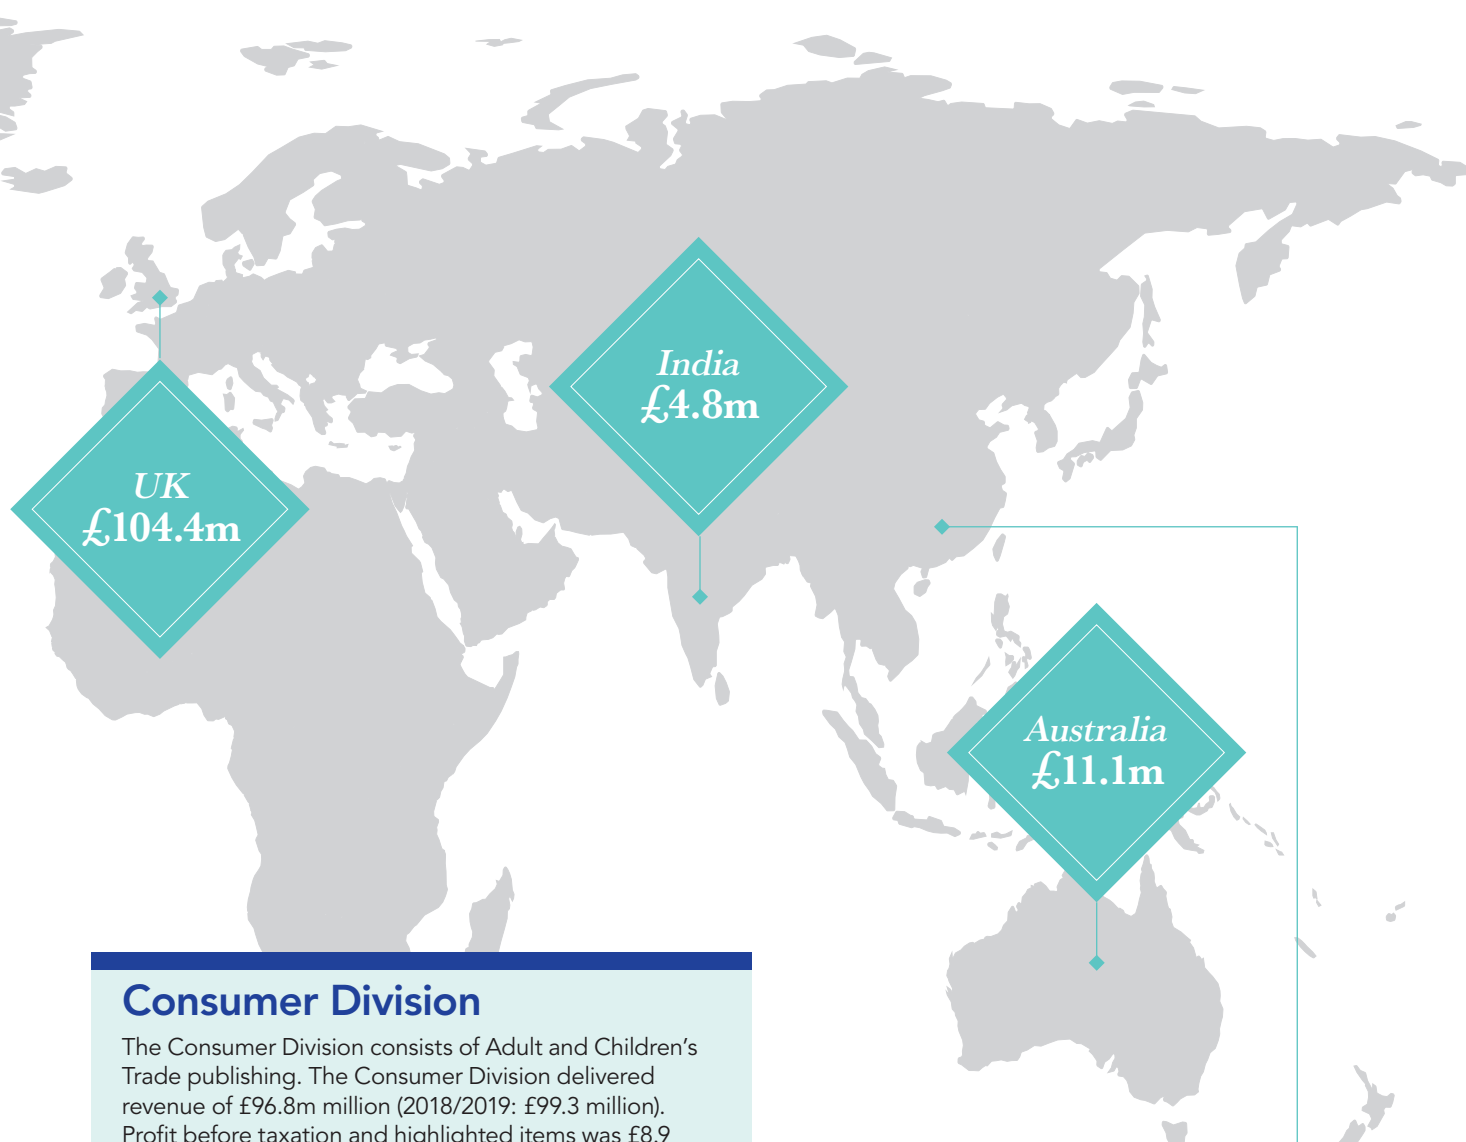 India
£4.8m
UK
£104.4m
Australia
£11.1m
Consumer Division
The Consumer Division consists of Adult and Children’s
Trade publishing. The Consumer Division delivered
revenue of £96.8m million (2018/2019: £99.3 million).
Profit before taxation and highlighted items was £8.9